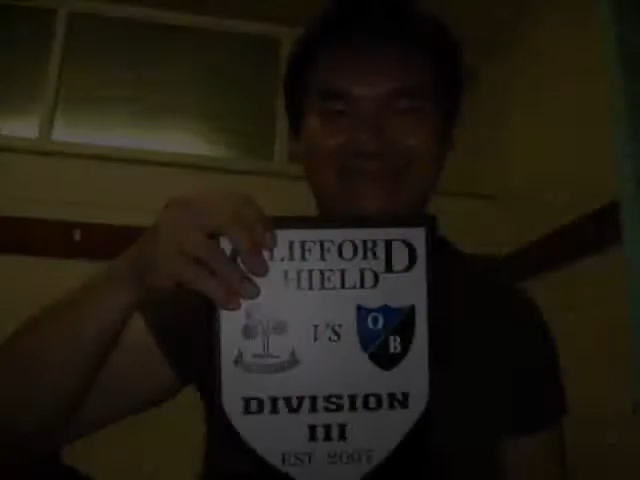 LIFFORD
HIELD
VS
O
B
DIVISION
III
EST 2007